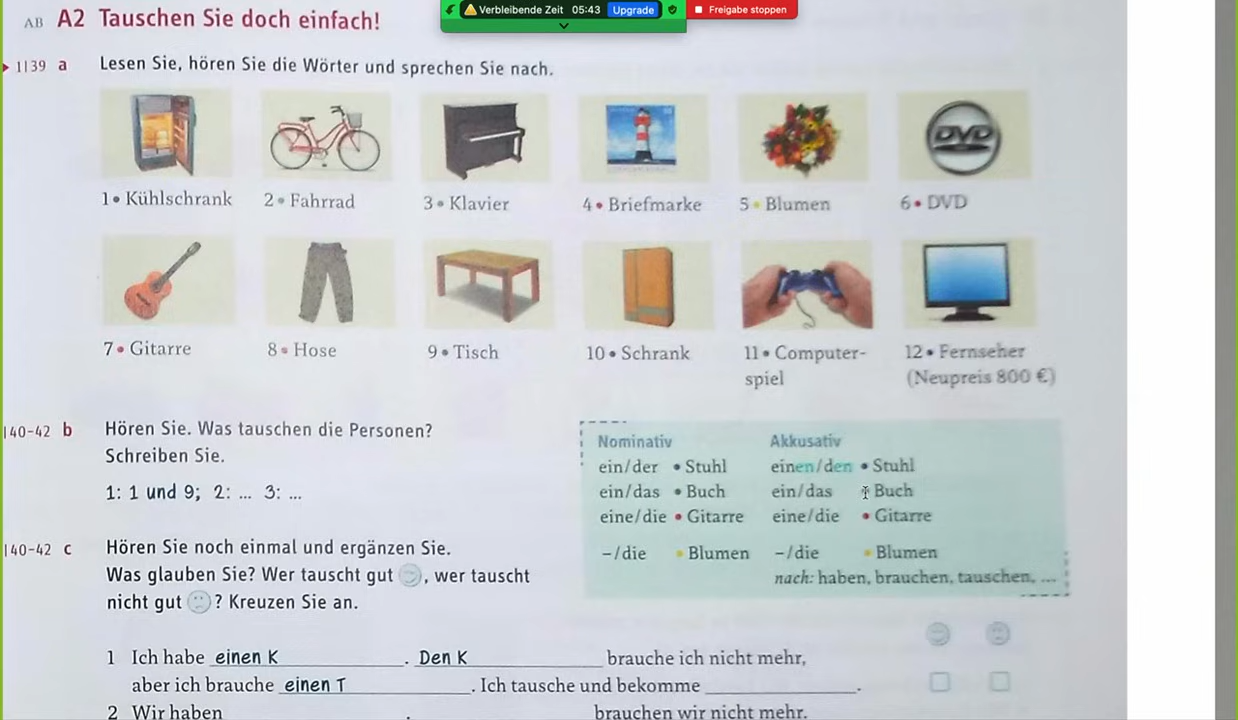 Verbleibende Zeit 05:43 Upgrade Freigabe stoppen
AB A2 Tauschen Sie doch einfach!
1|39 a Lesen Sie, hören Sie die Wörter und sprechen Sie nach.
DVD
1 • Kühlschrank 2 • Fahrrad 3 • Klavier 4 • Briefmarke 5 • Blumen 6 • DVD
7 • Gitarre 8 • Hose 9 • Tisch 10 • Schrank 11 • Computer- 12 • Fernseher
spiel (Neupreis 800 €)
40-42 b Hören Sie. Was tauschen die Personen?
Schreiben Sie.
1: 1 und 9; 2: ... 3: ...
Nominativ Akkusativ
ein/der • Stuhl einen/den • Stuhl
ein/das • Buch ein/das Buch
eine/die • Gitarre eine/die • Gitarre
–/die • Blumen –/die • Blumen
nach: haben, brauchen, tauschen, ...
40-42 c Hören Sie noch einmal und ergänzen Sie.
Was glauben Sie? Wer tauscht gut , wer tauscht
nicht gut ? Kreuzen Sie an.
1 Ich habe einen K . Den K brauche ich nicht mehr,
aber ich brauche einen T . Ich tausche und bekomme .
2 Wir haben . brauchen wir nicht mehr.